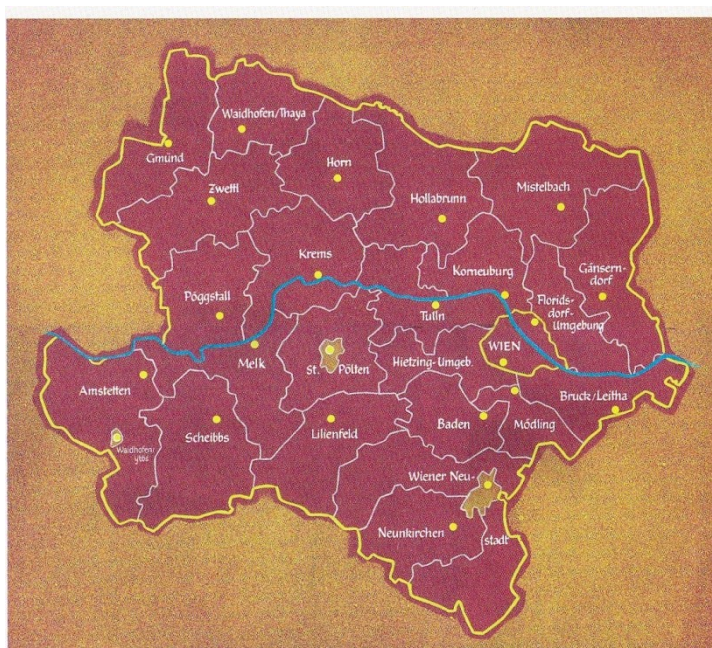 Waidhofen/Thaya
Gmünd
Horn
Zwettl
Hollabrunn
Mistelbach
Krems
Korneuburg
Gänsern-
dorf
Pöggstall
Tulln
Florids-
dorf-
Umgebung
WIEN
Melk
St. Pölten
Hietzing-Umgeb.
Amstetten
Bruck/Leitha
Scheibbs
Lilienfeld
Baden
Mödling
Waidhofen/
Wiener Neu-
Neunkirchen
stadt